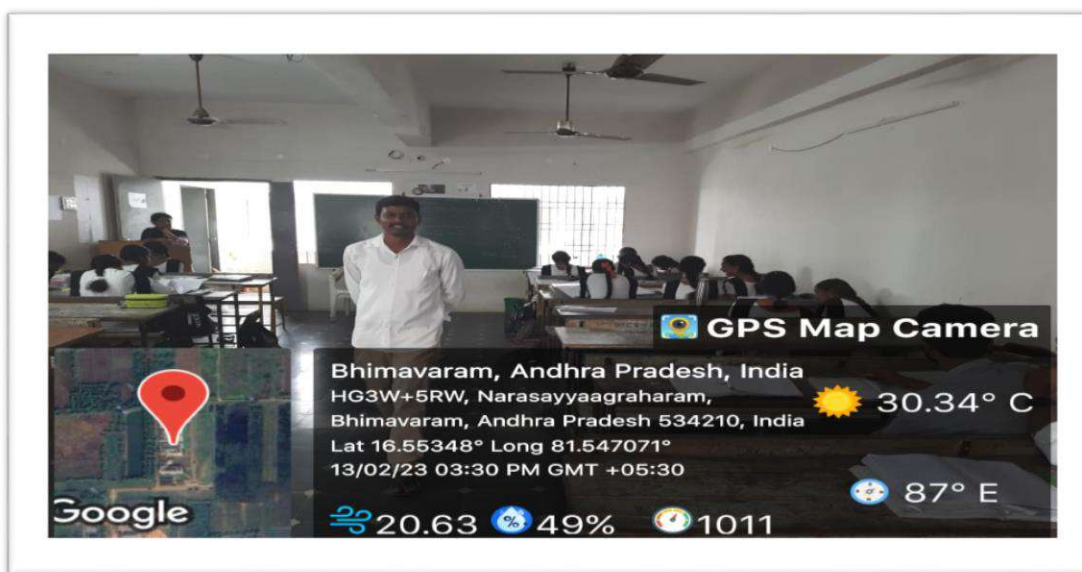 GPS Map Camera
Bhimavaram, Andhra Pradesh, India
HG3W+5RW, Narasayyaagraharam,
Bhimavaram, Andhra Pradesh 534210, India
Lat 16.55348° Long 81.547071°
13/02/23 03:30 PM GMT +05:30
30.34° C
87° E
20.63 49% 1011
Google